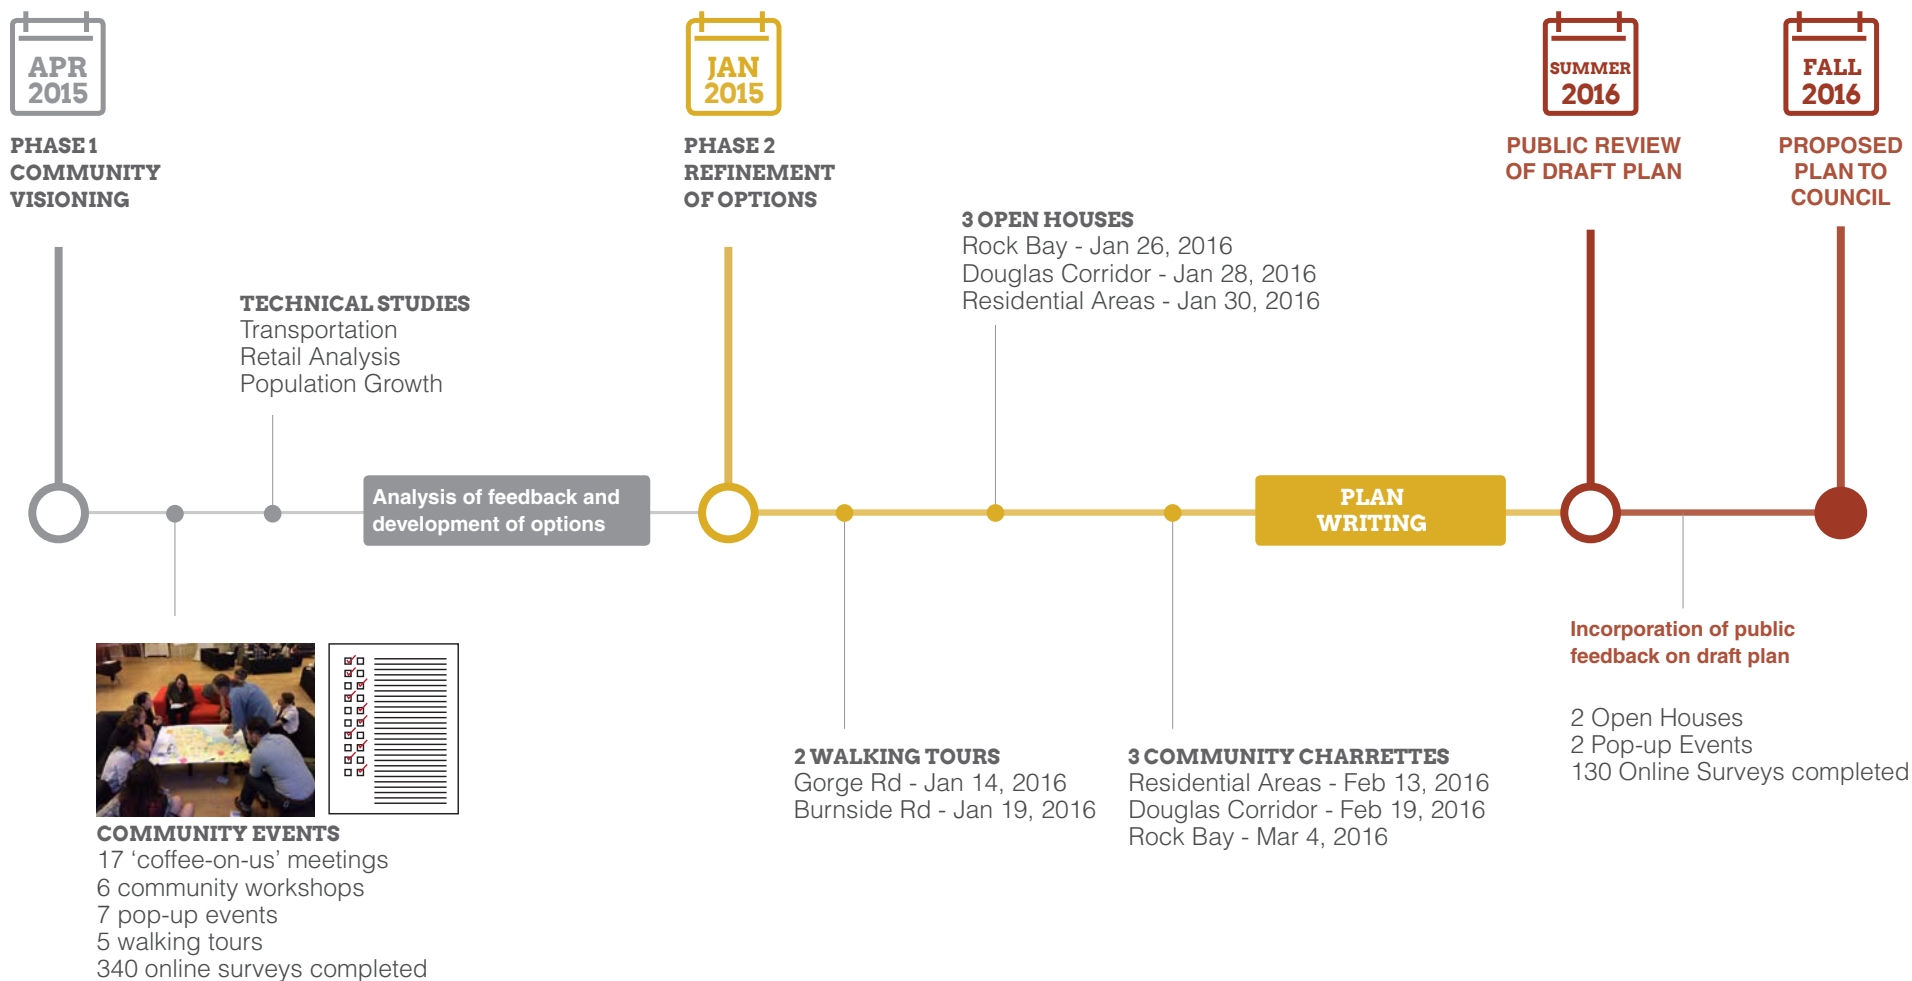 APR
2015
PHASE 1
COMMUNITY
VISIONING
TECHNICAL STUDIES
Transportation
Retail Analysis
Population Growth
Analysis of feedback and
development of options
COMMUNITY EVENTS
17 ‘coffee-on-us’ meetings
6 community workshops
7 pop-up events
5 walking tours
340 online surveys completed
JAN
2015
PHASE 2
REFINEMENT
OF OPTIONS
2 WALKING TOURS
Gorge Rd - Jan 14, 2016
Burnside Rd - Jan 19, 2016
3 OPEN HOUSES
Rock Bay - Jan 26, 2016
Douglas Corridor - Jan 28, 2016
Residential Areas - Jan 30, 2016
3 COMMUNITY CHARRETTES
Residential Areas - Feb 13, 2016
Douglas Corridor - Feb 19, 2016
Rock Bay - Mar 4, 2016
PLAN
WRITING
SUMMER
2016
PUBLIC REVIEW
OF DRAFT PLAN
Incorporation of public
feedback on draft plan
2 Open Houses
2 Pop-up Events
130 Online Surveys completed
FALL
2016
PROPOSED
PLAN TO
COUNCIL